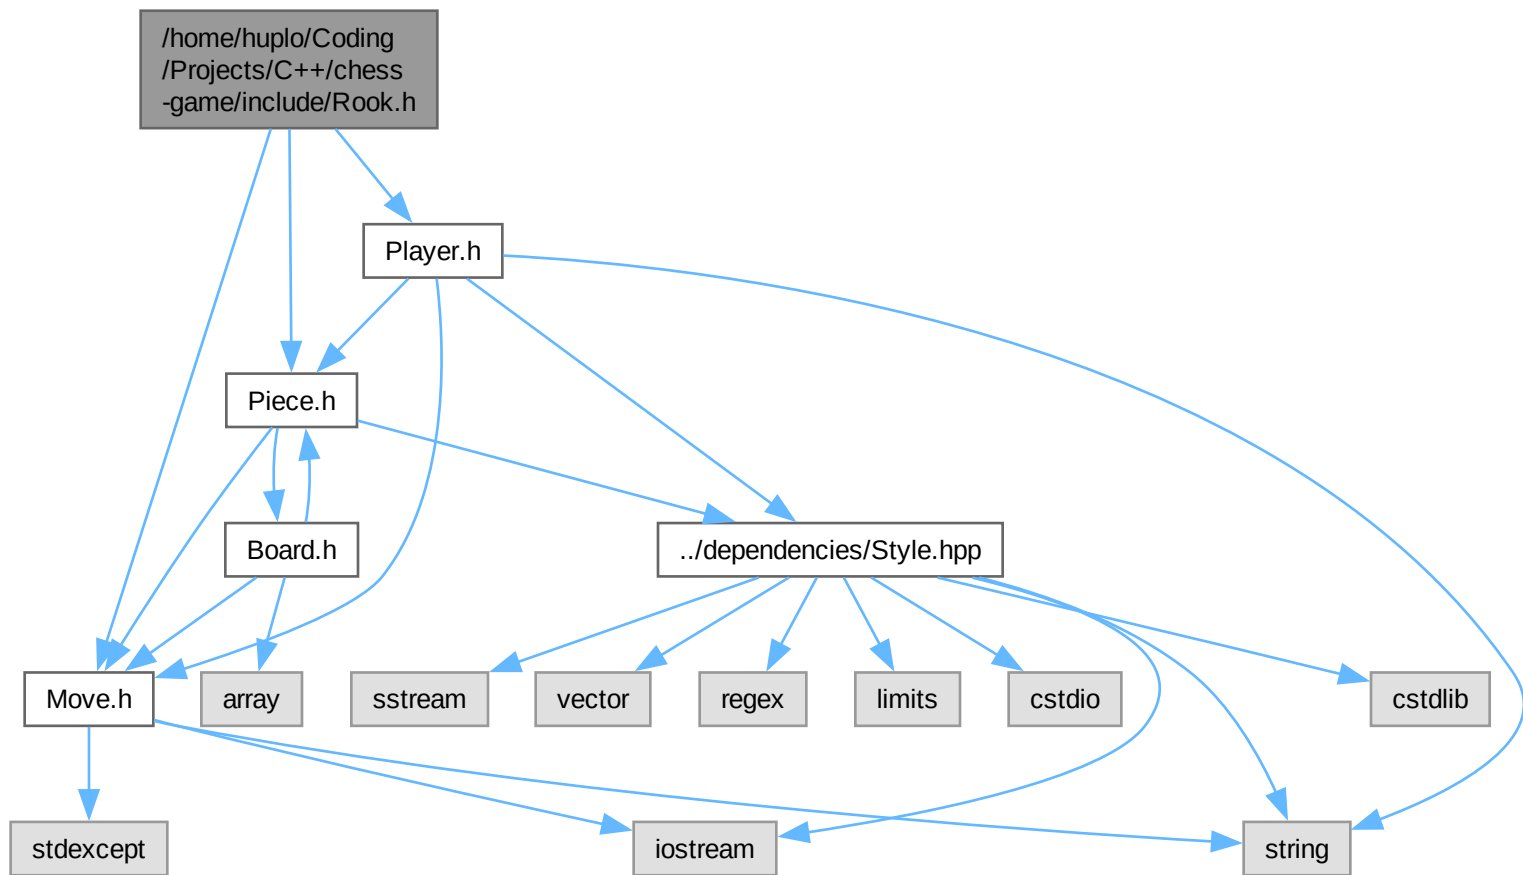 /home/huplo/Coding
/Projects/C++/chess
-game/include/Rook.h
Player.h
Piece.h
Board.h
../dependencies/Style.hpp
Move.h
array
sstream
vector
regex
limits
cstdio
cstdlib
stdexcept
iostream
string